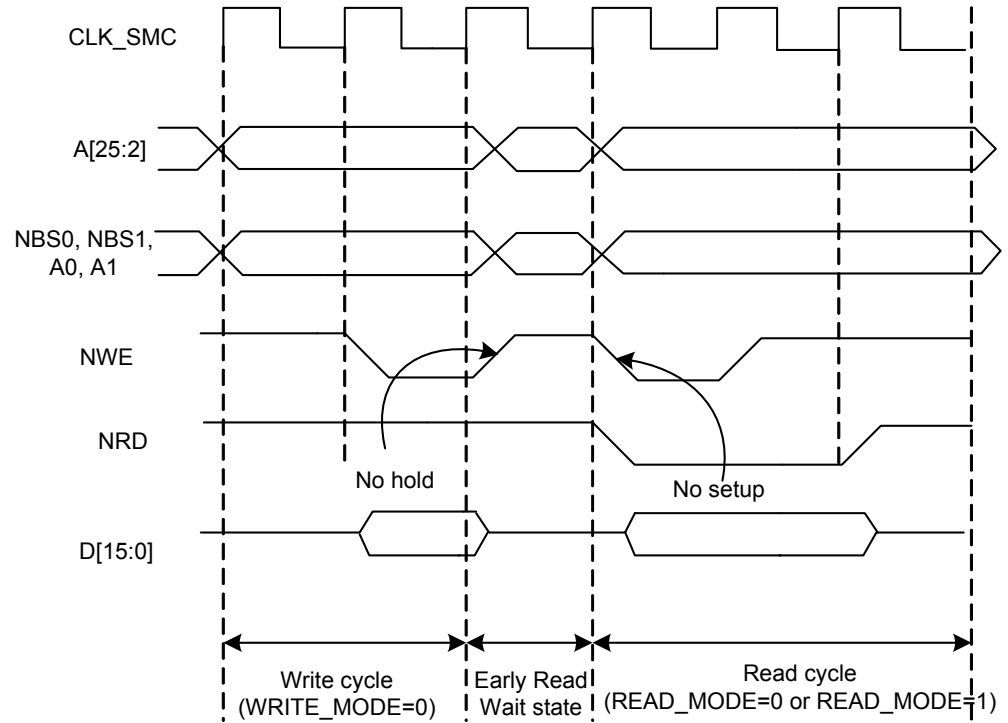 CLK_SMC
A[25:2]
NBS0, NBS1,
A0, A1
NWE
NRD
No hold
No setup
D[15:0]
Write cycle
(WRITE_MODE=0)
Early Read
Wait state
Read cycle
(READ_MODE=0 or READ_MODE=1)